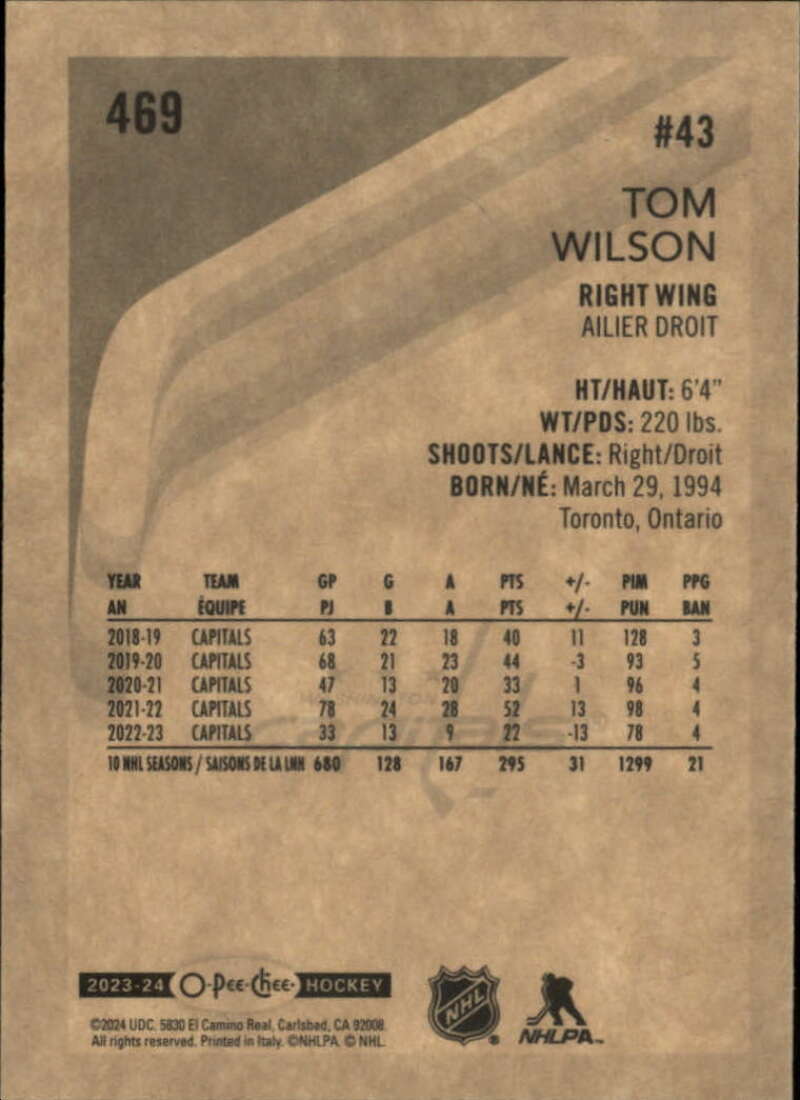 469
#43
TOM
WILSON
RIGHT WING
AILIER DROIT
HT/HAUT: 6'4"
WT/PDS: 220 lbs.
SHOOTS/LANCE: Right/Droit
BORN/NÉ: March 29, 1994
Toronto, Ontario
YEAR TEAM GP G A PTS +/- PIM PPG
AN ÉQUIPE PJ B A PTS +/- PUN BAN
2018-19 CAPITALS 63 22 18 40 11 128 3
2019-20 CAPITALS 68 21 23 44 -3 93 5
2020-21 CAPITALS 47 13 20 33 1 96 4
2021-22 CAPITALS 78 24 28 52 13 98 4
2022-23 CAPITALS 33 13 9 22 -13 78 4
10 NHL SEASONS / SAISONS DE LA LNH 680 128 167 295 31 1299 21
2023-24 O-Pee-Chee HOCKEY
©2024 UDC. 5830 El Camino Real, Carlsbad, CA 92008.
All rights reserved. Printed in Italy. ©NHLPA. © NHL.
NHL
NHLPA™